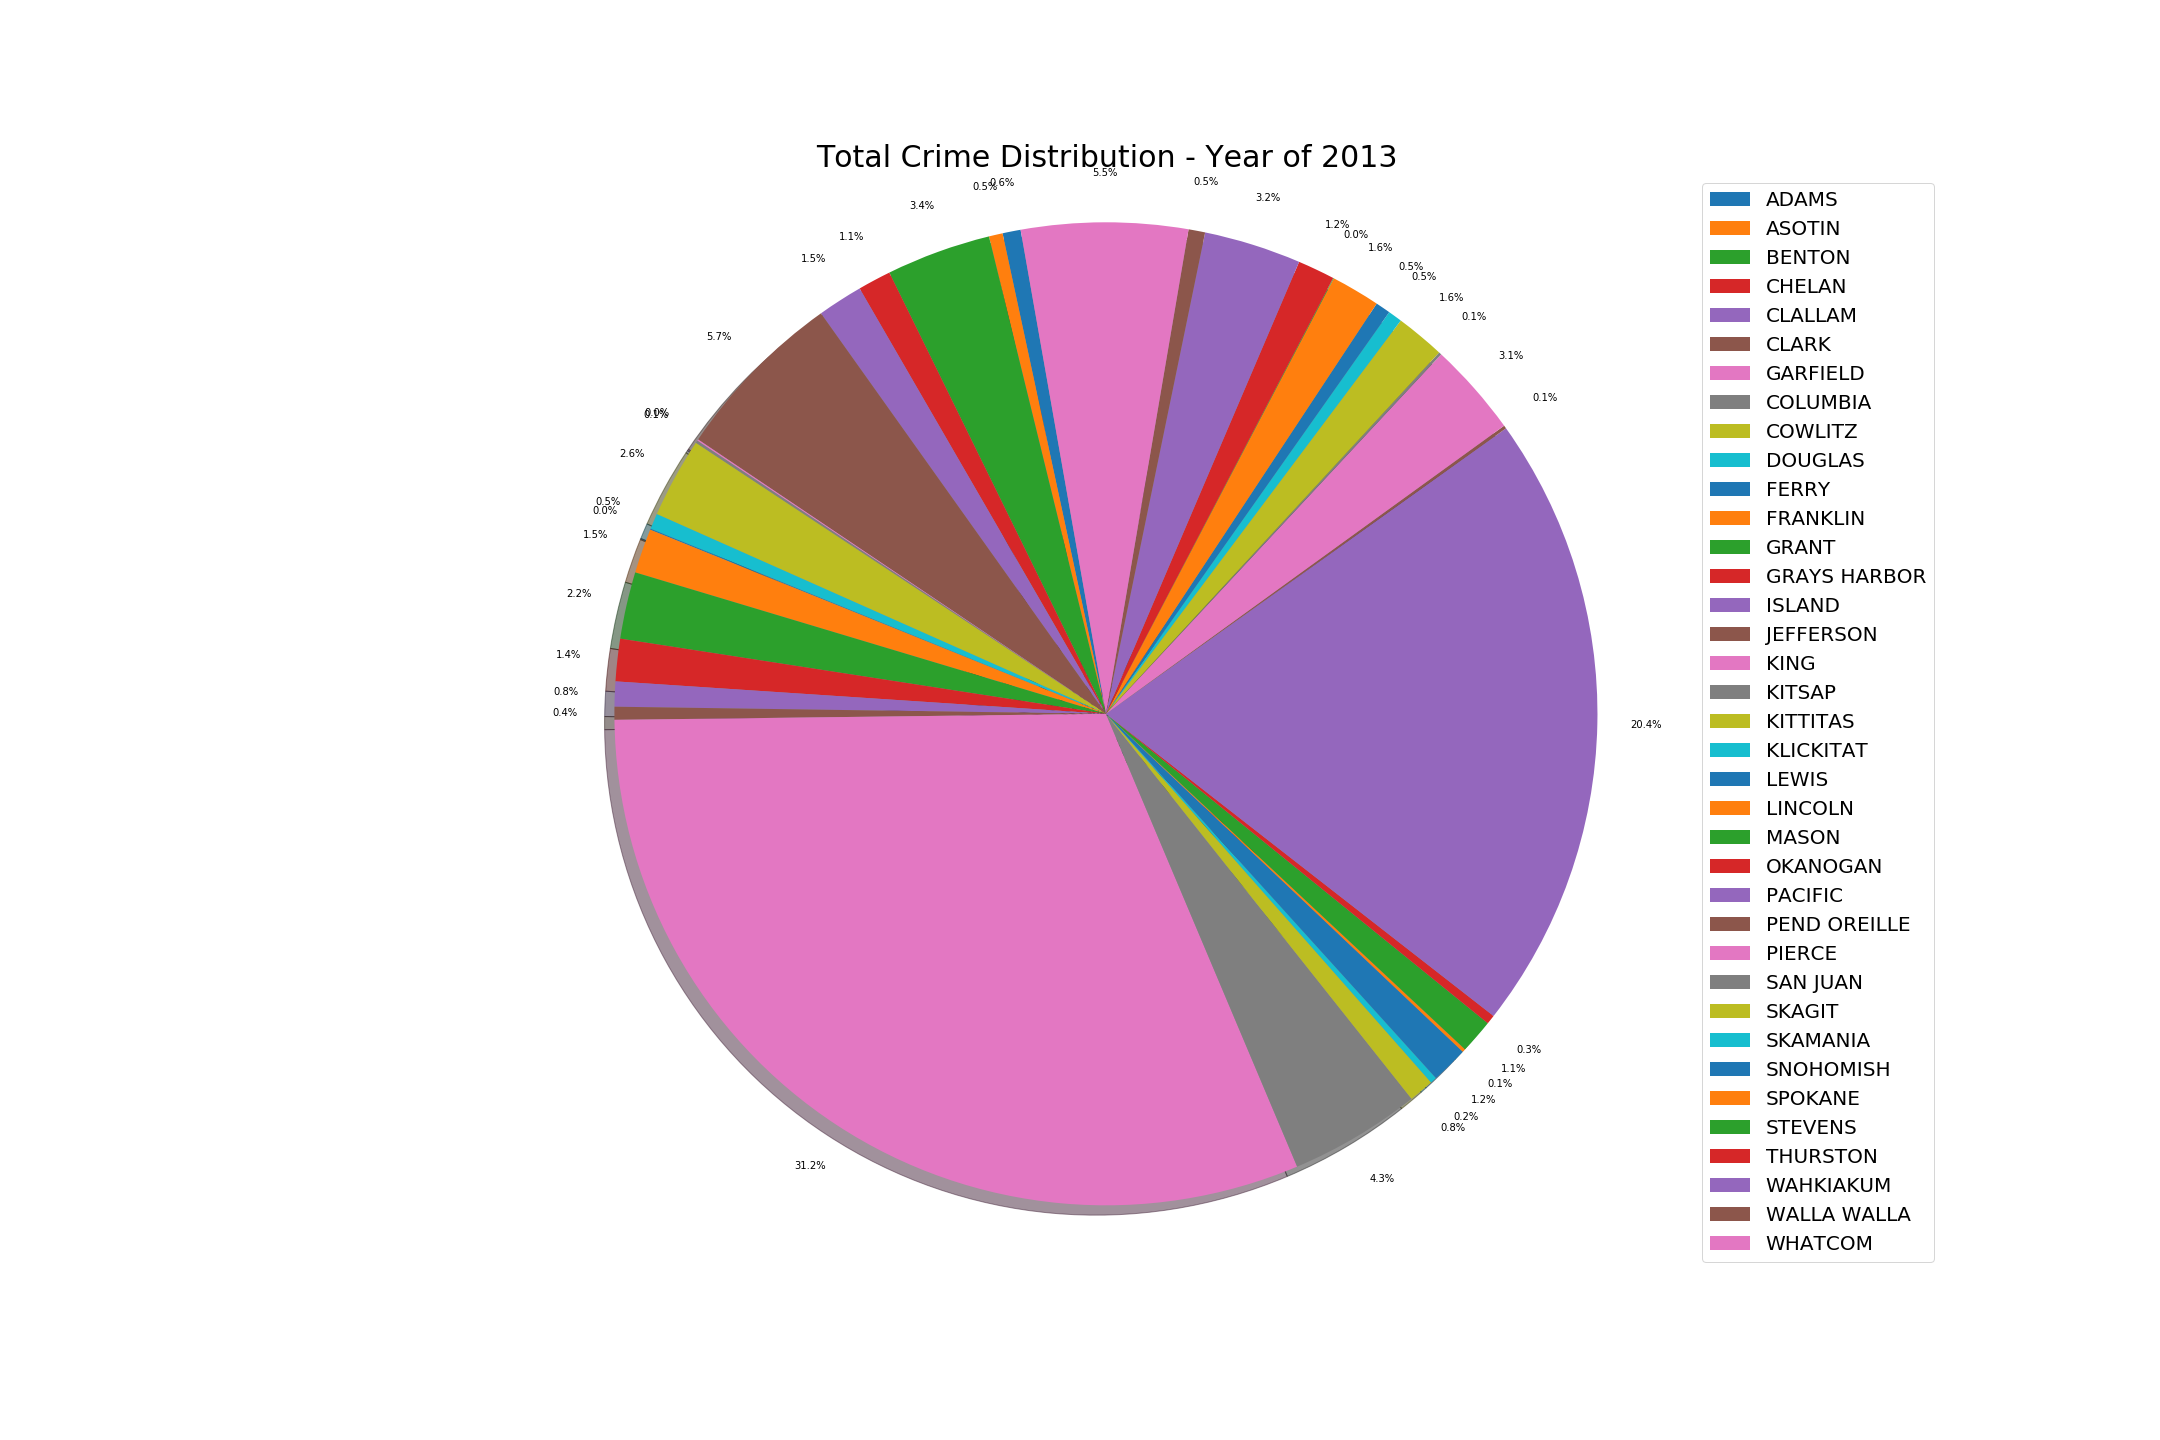 Total Crime Distribution - Year of 2013
5.5%
0.5%
0.6%
0.5%
3.2%
3.4%
1.2%
0.0%
1.1%
1.6%
1.5%
0.5%
0.5%
1.6%
0.1%
5.7%
3.1%
0.1%
0.0%
0.1%
2.6%
0.5%
0.0%
1.5%
2.2%
1.4%
0.8%
0.4%
20.4%
0.3%
1.1%
0.1%
1.2%
0.2%
0.8%
31.2%
4.3%
ADAMS
ASOTIN
BENTON
CHELAN
CLALLAM
CLARK
GARFIELD
COLUMBIA
COWLITZ
DOUGLAS
FERRY
FRANKLIN
GRANT
GRAYS HARBOR
ISLAND
JEFFERSON
KING
KITSAP
KITTITAS
KLICKITAT
LEWIS
LINCOLN
MASON
OKANOGAN
PACIFIC
PEND OREILLE
PIERCE
SAN JUAN
SKAGIT
SKAMANIA
SNOHOMISH
SPOKANE
STEVENS
THURSTON
WAHKIAKUM
WALLA WALLA
WHATCOM